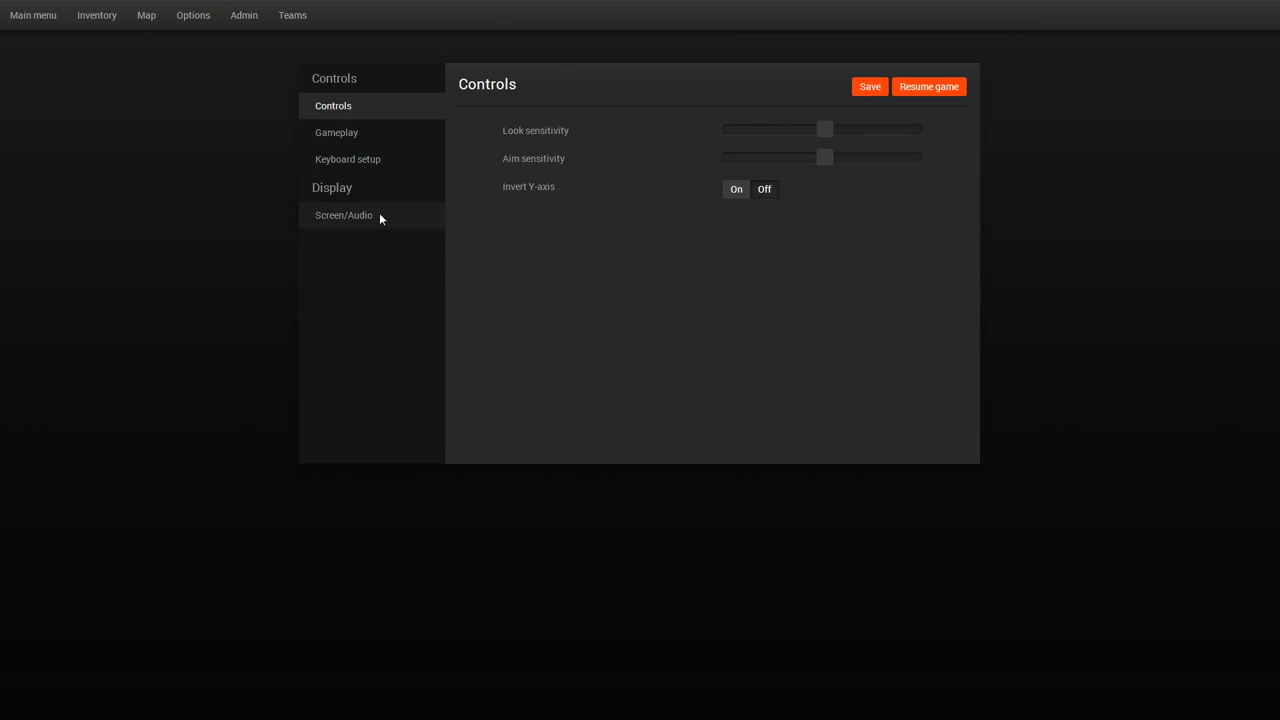 Main menu Inventory Map Options Admin Teams
Controls
Controls
Gameplay
Keyboard setup
Display
Screen/Audio
Controls
Save Resume game
Look sensitivity
Aim sensitivity
Invert Y-axis On Off